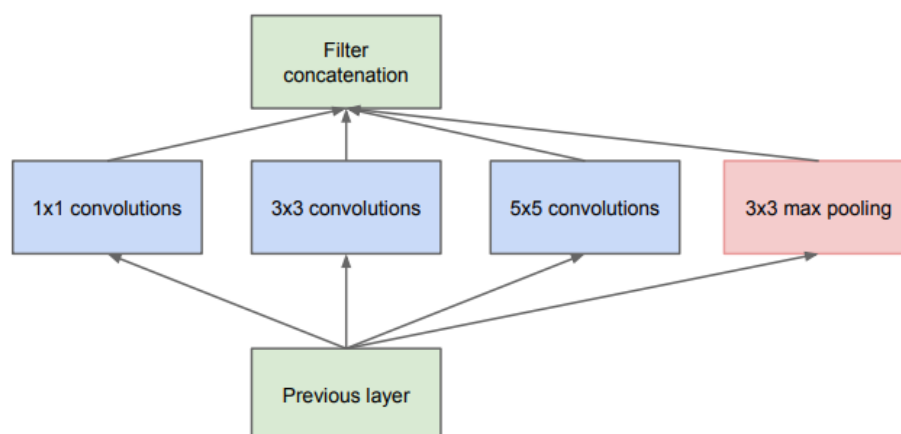 Filter
concatenation
1x1 convolutions
3x3 convolutions
5x5 convolutions
3x3 max pooling
Previous layer